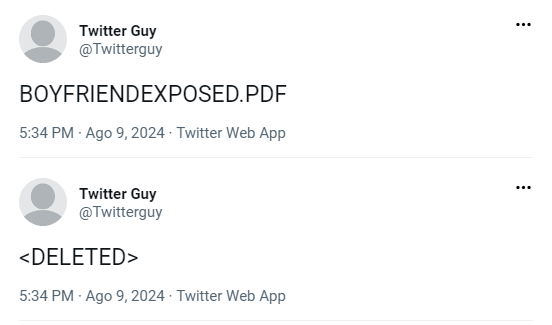 Twitter Guy
@Twitterguy
BOYFRIENDEXPOSED.PDF
5:34 PM · Ago 9, 2024 · Twitter Web App
Twitter Guy
@Twitterguy
<DELETED>
5:34 PM · Ago 9, 2024 · Twitter Web App